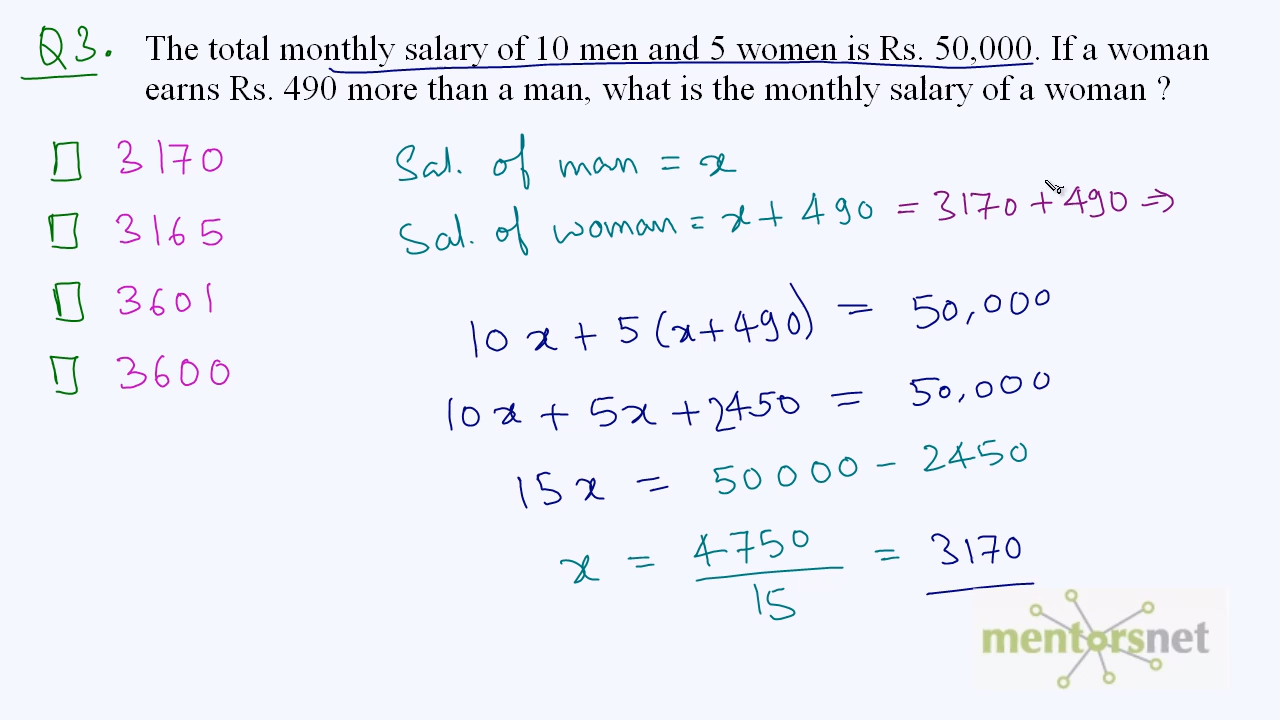 Q3. The total monthly salary of 10 men and 5 women is Rs. 50,000. If a woman
earns Rs. 490 more than a man, what is the monthly salary of a woman ?
3170
3165
3601
3600
Sal. of man = x
Sal. of woman = x + 490 = 3170 + 490 ⇒
10x + 5(x+490) = 50,000
10x + 5x + 2450 = 50,000
15x = 50000 - 2450
x = 4750/15 = 3170
mentorsnet